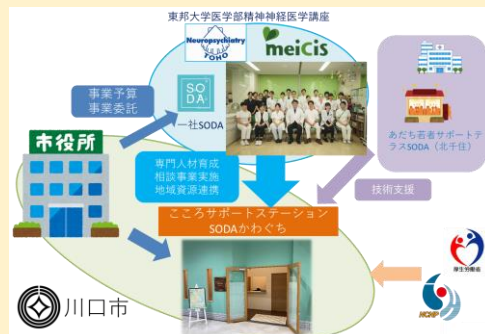 東邦大学医学部精神神経医学講座
Neuropsychiatry
TOHO
meiCis
SODA
一社SODA
事業予算
事業委託
市役所
専門人材育成
相談事業実施
地域資源連携
あだち若者サポートテ
ラスSODA（北千住）
技術支援
こころサポートステーション
SODAかわぐち
厚生労働省
NCNP
川口市